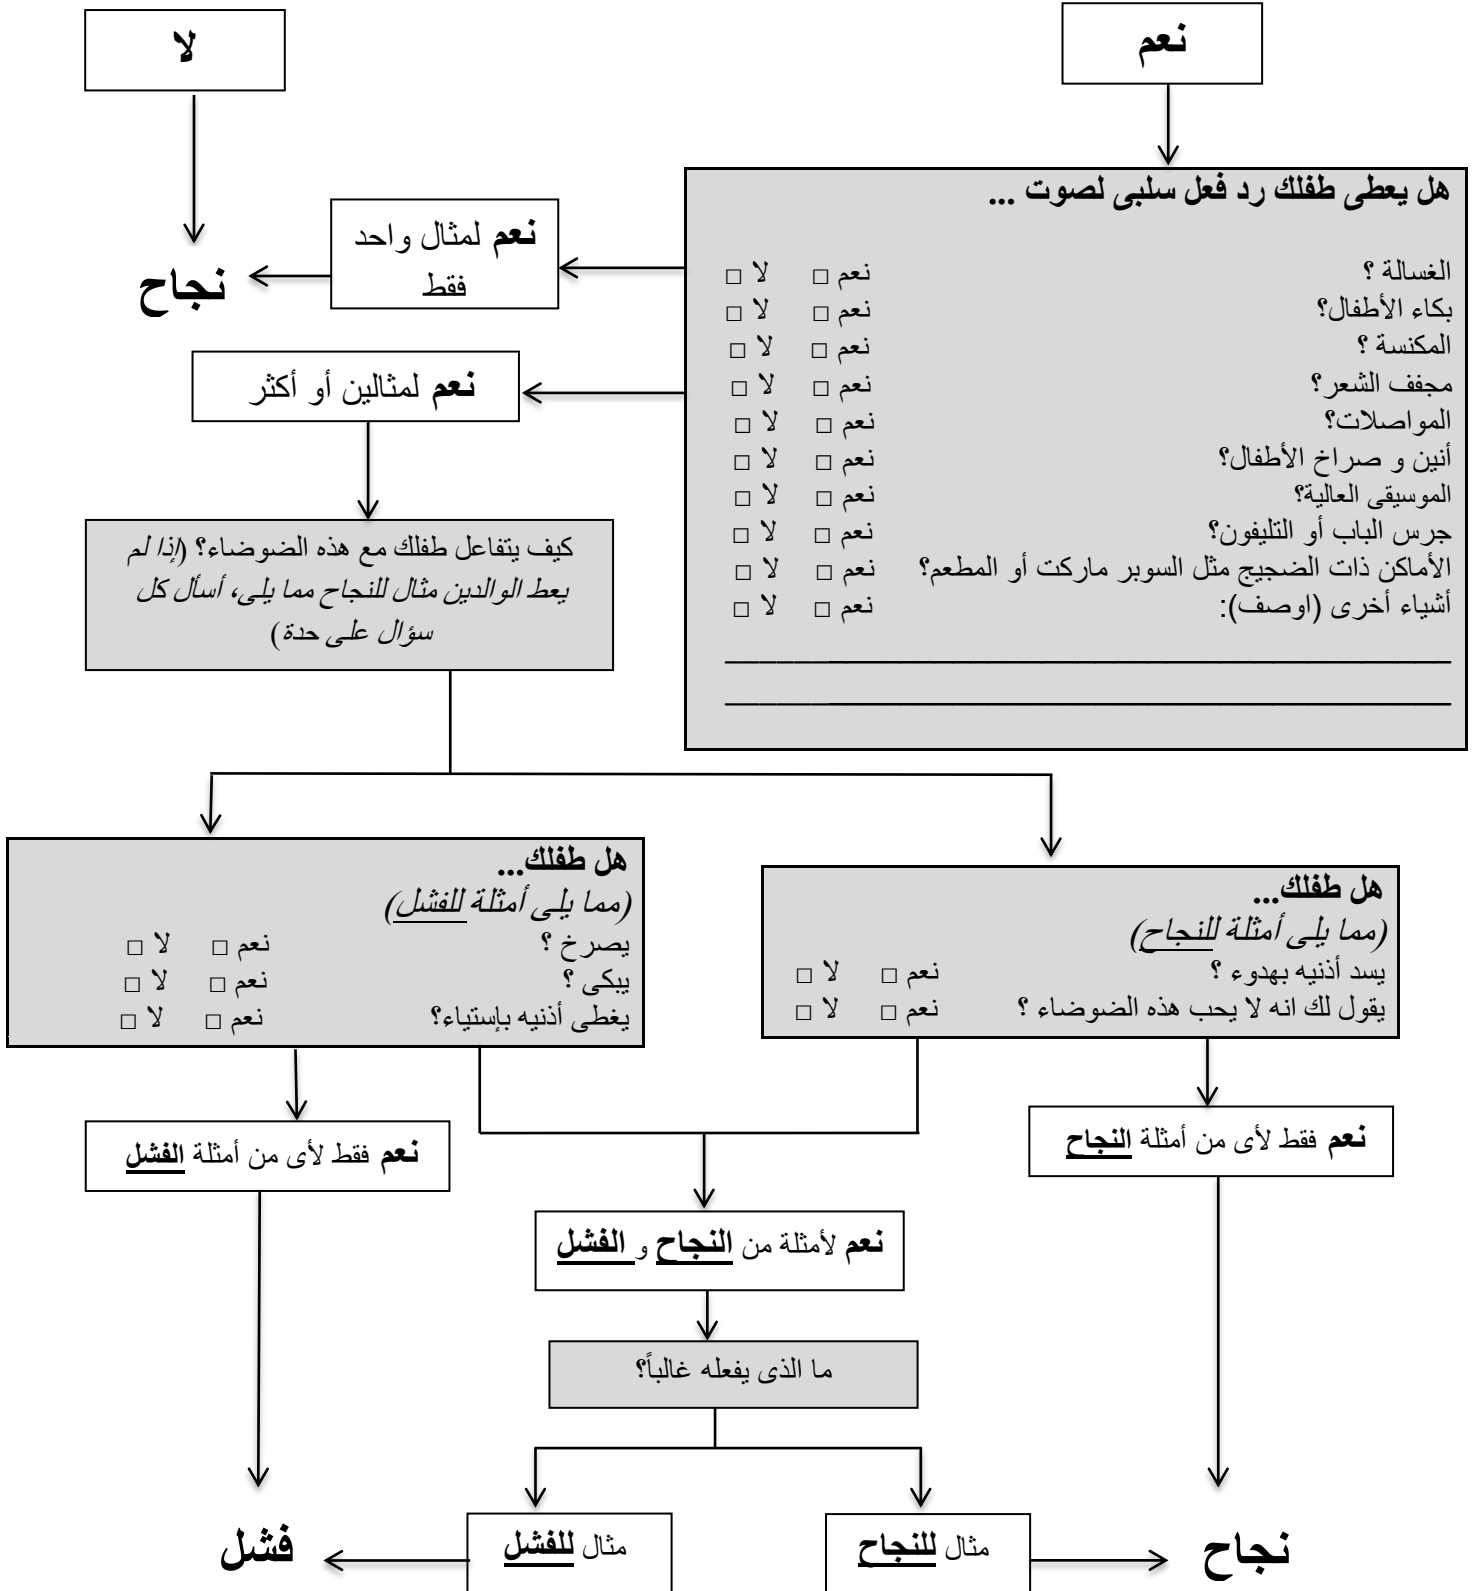 نعم
لا
هل يعطى طفلك رد فعل سلبى لصوت ...
الغسالة ؟ نعم □ لا □
بكاء الأطفال؟ نعم □ لا □
المكنسة ؟ نعم □ لا □
مجفف الشعر؟ نعم □ لا □
المواصلات؟ نعم □ لا □
أنين و صراخ الأطفال؟ نعم □ لا □
الموسيقى العالية؟ نعم □ لا □
جرس الباب أو التليفون؟ نعم □ لا □
الأماكن ذات الضجيج مثل السوبر ماركت أو المطعم؟ نعم □ لا □
أشياء أخرى (اوصف): نعم □ لا □
نعم لمثال واحد
فقط
نجاح
نعم لمثالين أو أكثر
كيف يتفاعل طفلك مع هذه الضوضاء؟ (إذا لم
يعط الوالدين مثال للنجاح مما يلى، أسأل كل
سؤال على حدة)
هل طفلك...
(مما يلى أمثلة للنجاح)
يسد أذنيه بهدوء ؟ نعم □ لا □
يقول لك انه لا يحب هذه الضوضاء ؟ نعم □ لا □
هل طفلك...
(مما يلى أمثلة للفشل)
يصرخ ؟ نعم □ لا □
يبكى ؟ نعم □ لا □
يغطى أذنيه بإستياء؟ نعم □ لا □
نعم فقط لأى من أمثلة النجاح
نعم فقط لأى من أمثلة الفشل
نعم لأمثلة من النجاح و الفشل
ما الذى يفعله غالباً؟
مثال للنجاح
مثال للفشل
نجاح
فشل